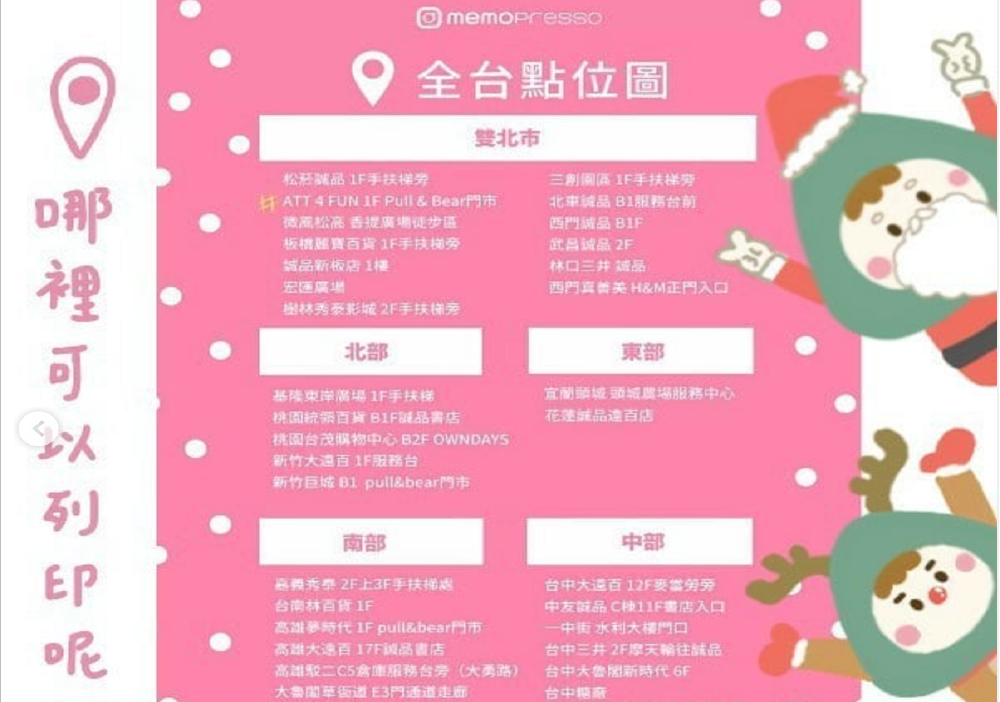 哪裡可以列印呢
memopresso
全台點位圖
雙北市
松菸誠品 1F手扶梯旁
# ATT 4 FUN 1F Pull & Bear門市
微風松高 香提廣場徒步區
板橋麗寶百貨 1F手扶梯旁
誠品新板店 1樓
宏匯廣場
樹林秀泰影城 2F手扶梯旁
三創園區 1F手扶梯旁
北車誠品 B1服務台前
西門誠品 B1F
武昌誠品 2F
林口三井 誠品
西門真善美 H&M正門入口
北部
基隆東岸廣場 1F手扶梯
桃園統領百貨 B1F誠品書店
桃園台茂購物中心 B2F OWNDAYS
新竹大遠百 1F服務台
新竹巨城 B1 pull&bear門市
東部
宜蘭頭城 頭城農場服務中心
花蓮誠品遠百店
南部
嘉義秀泰 2F上3F手扶梯處
台南林百貨 1F
高雄夢時代 1F pull&bear門市
高雄大遠百 17F誠品書店
高雄駁二C5倉庫服務台旁（大勇路）
大魯閣草衙道 E3門通道走廊
中部
台中大遠百 12F麥當勞旁
中友誠品 C棟11F書店入口
一中街 水利大樓門口
台中三井 2F摩天輪往誠品
台中大魯閣新時代 6F
台中糖廠